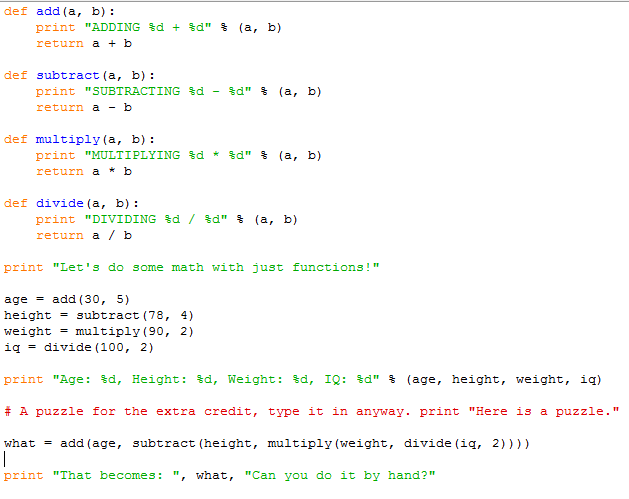 def add(a, b):
    print "ADDING %d + %d" % (a, b)
    return a + b

def subtract(a, b):
    print "SUBTRACTING %d - %d" % (a, b)
    return a - b

def multiply(a, b):
    print "MULTIPLYING %d * %d" % (a, b)
    return a * b

def divide(a, b):
    print "DIVIDING %d / %d" % (a, b)
    return a / b

print "Let's do some math with just functions!"

age = add(30, 5)
height = subtract(78, 4)
weight = multiply(90, 2)
iq = divide(100, 2)

print "Age: %d, Height: %d, Weight: %d, IQ: %d" % (age, height, weight, iq)

# A puzzle for the extra credit, type it in anyway. print "Here is a puzzle."

what = add(age, subtract(height, multiply(weight, divide(iq, 2))))

print "That becomes: ", what, "Can you do it by hand?"